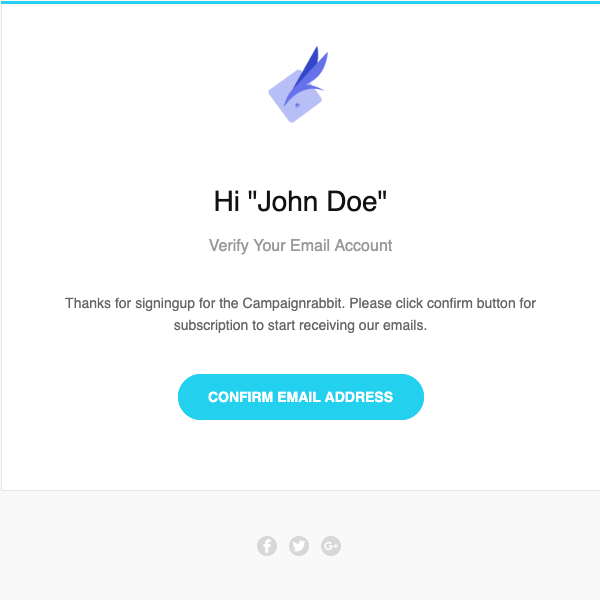 Hi "John Doe"
Verify Your Email Account
Thanks for signingup for the Campaignrabbit. Please click confirm button for
subscription to start receiving our emails.
CONFIRM EMAIL ADDRESS